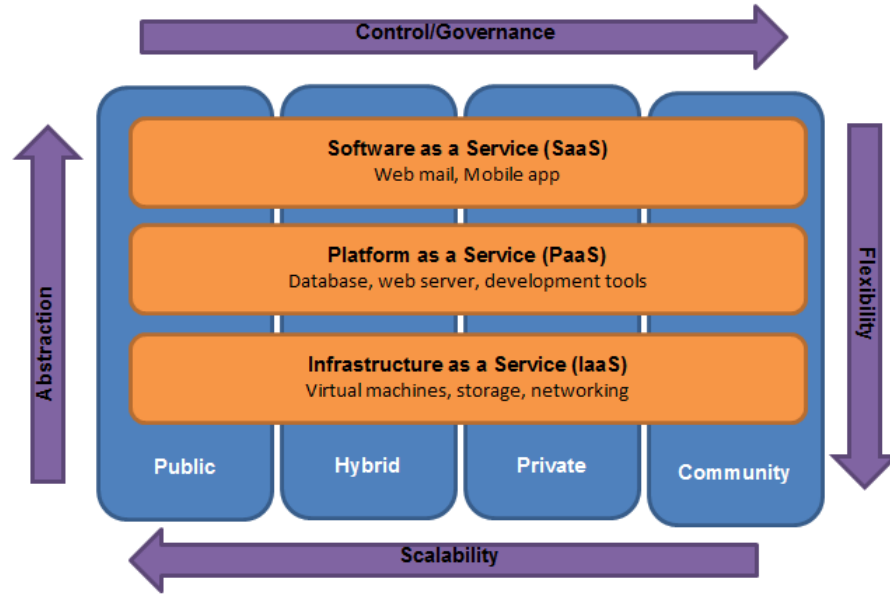 Control/Governance
Software as a Service (SaaS)
Web mail, Mobile app
Platform as a Service (PaaS)
Database, web server, development tools
Infrastructure as a Service (IaaS)
Virtual machines, storage, networking
Abstraction
Flexibility
Public
Hybrid
Private
Community
Scalability